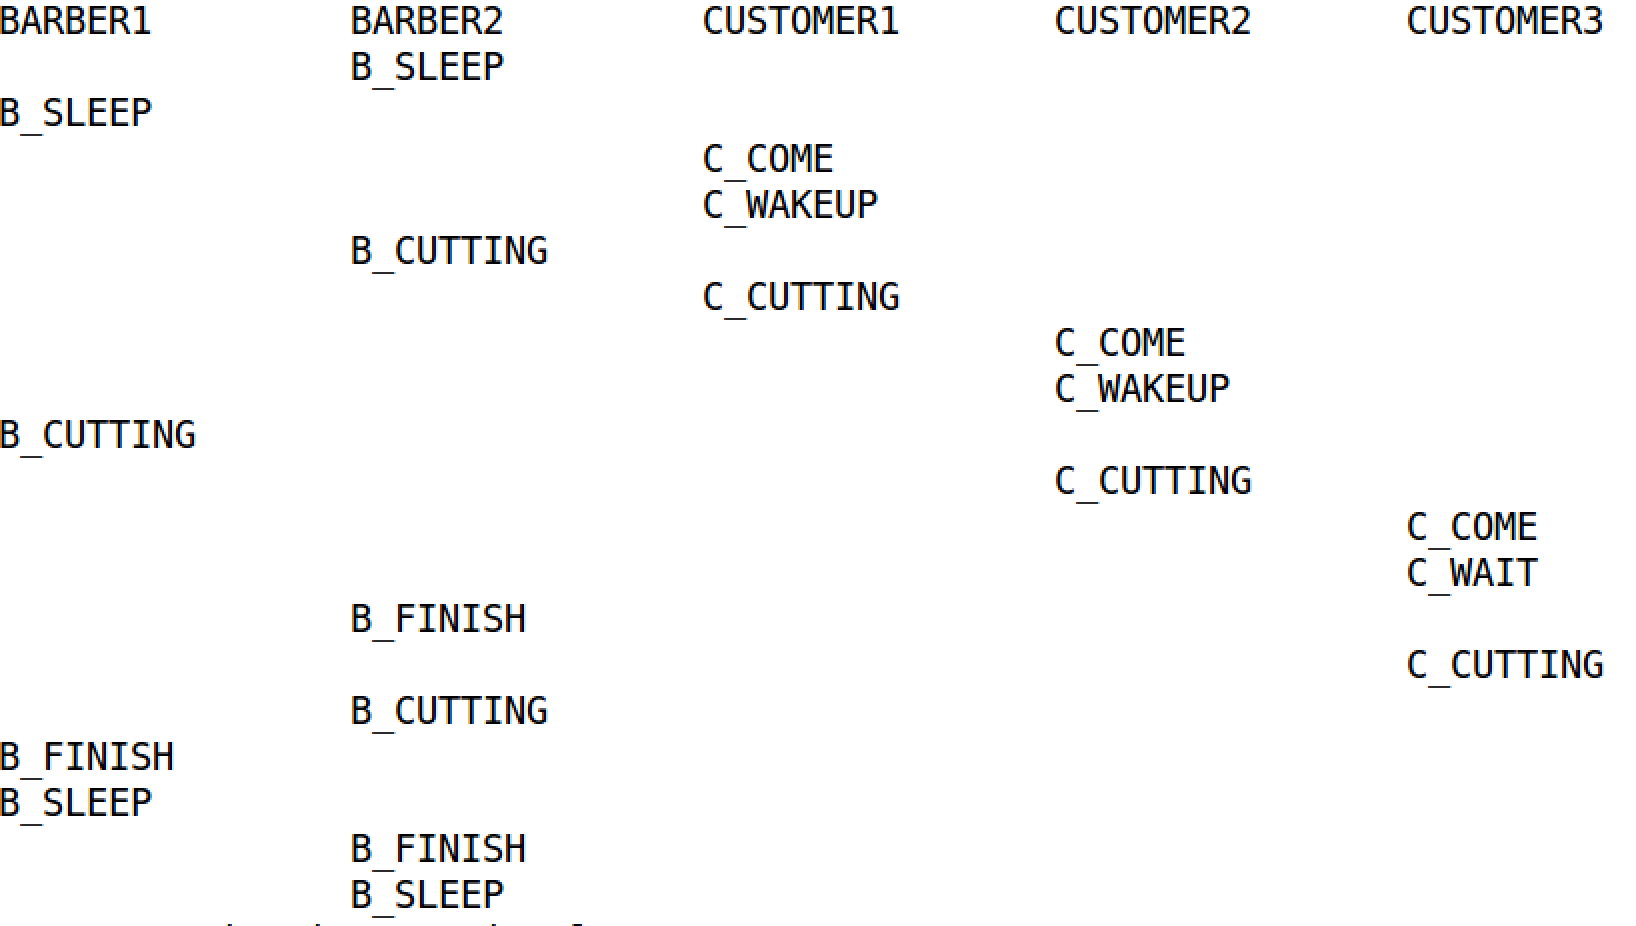 BARBER1 BARBER2 CUSTOMER1 CUSTOMER2 CUSTOMER3
B_SLEEP
B_SLEEP
C_COME
C_WAKEUP
B_CUTTING
C_CUTTING
C_COME
C_WAKEUP
B_CUTTING
C_CUTTING
C_COME
C_WAIT
B_FINISH
C_CUTTING
B_CUTTING
B_FINISH
B_SLEEP
B_FINISH
B_SLEEP